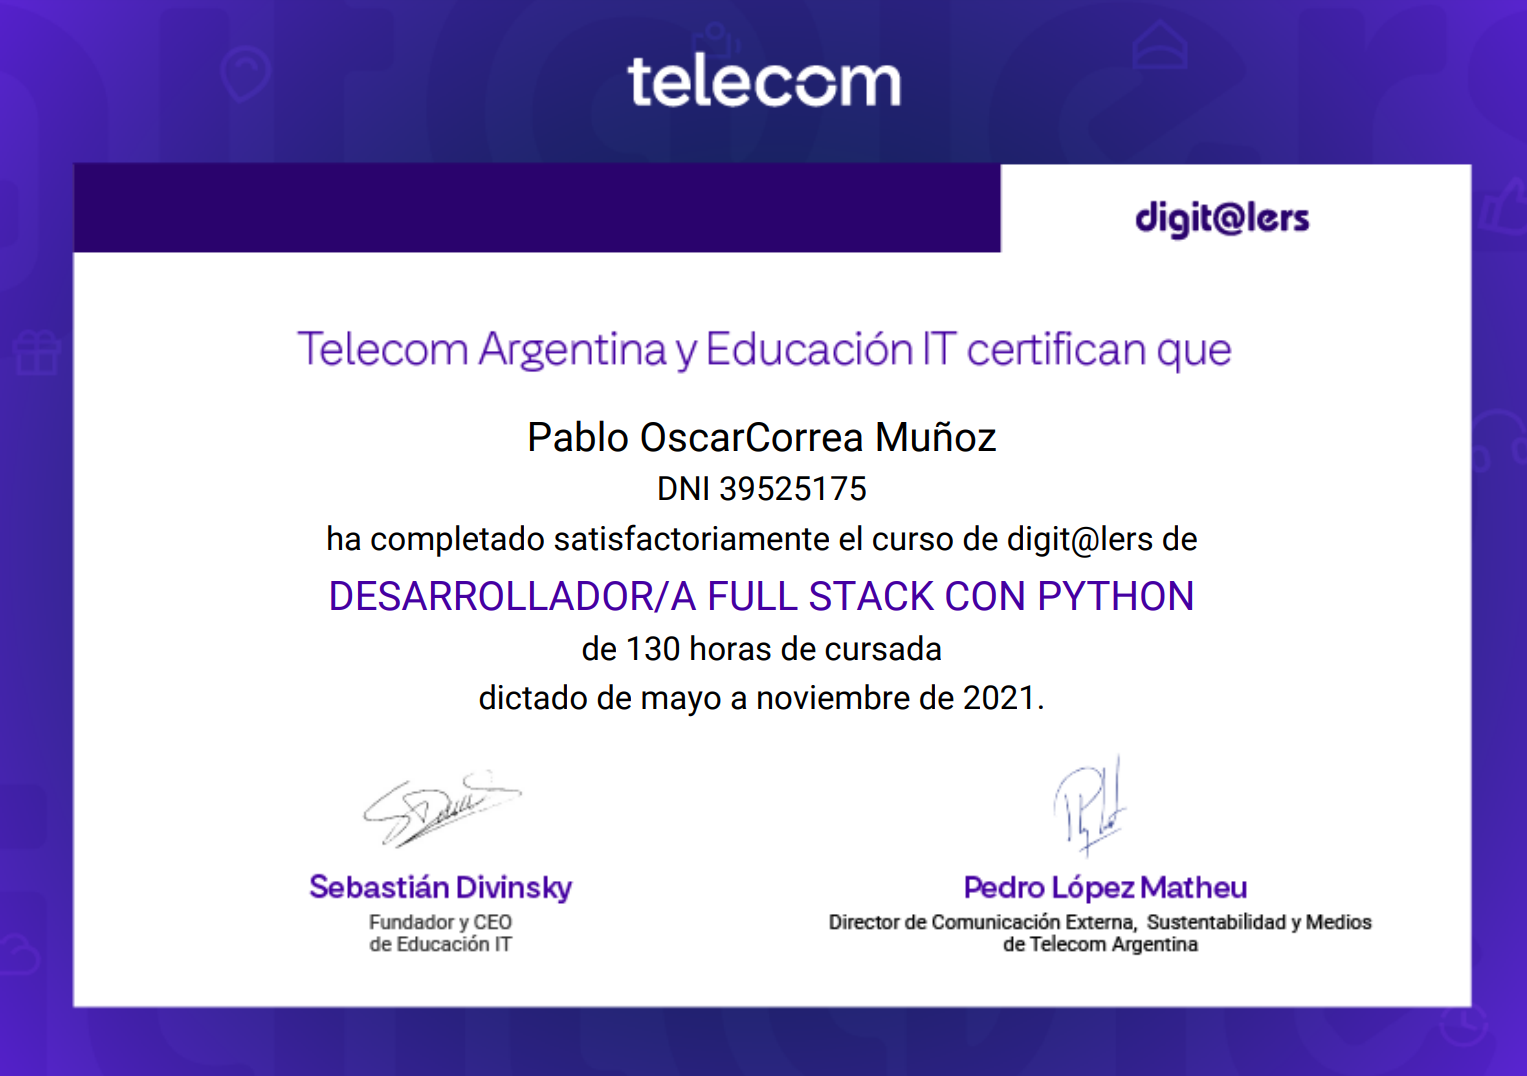 telecom
digit@lers
Telecom Argentina y Educación IT certifican que
Pablo OscarCorrea Muñoz
DNI 39525175
ha completado satisfactoriamente el curso de digit@lers de
DESARROLLADOR/A FULL STACK CON PYTHON
de 130 horas de cursada
dictado de mayo a noviembre de 2021.
Sebastián Divinsky
Fundador y CEO
de Educación IT
Pedro López Matheu
Director de Comunicación Externa, Sustentabilidad y Medios
de Telecom Argentina